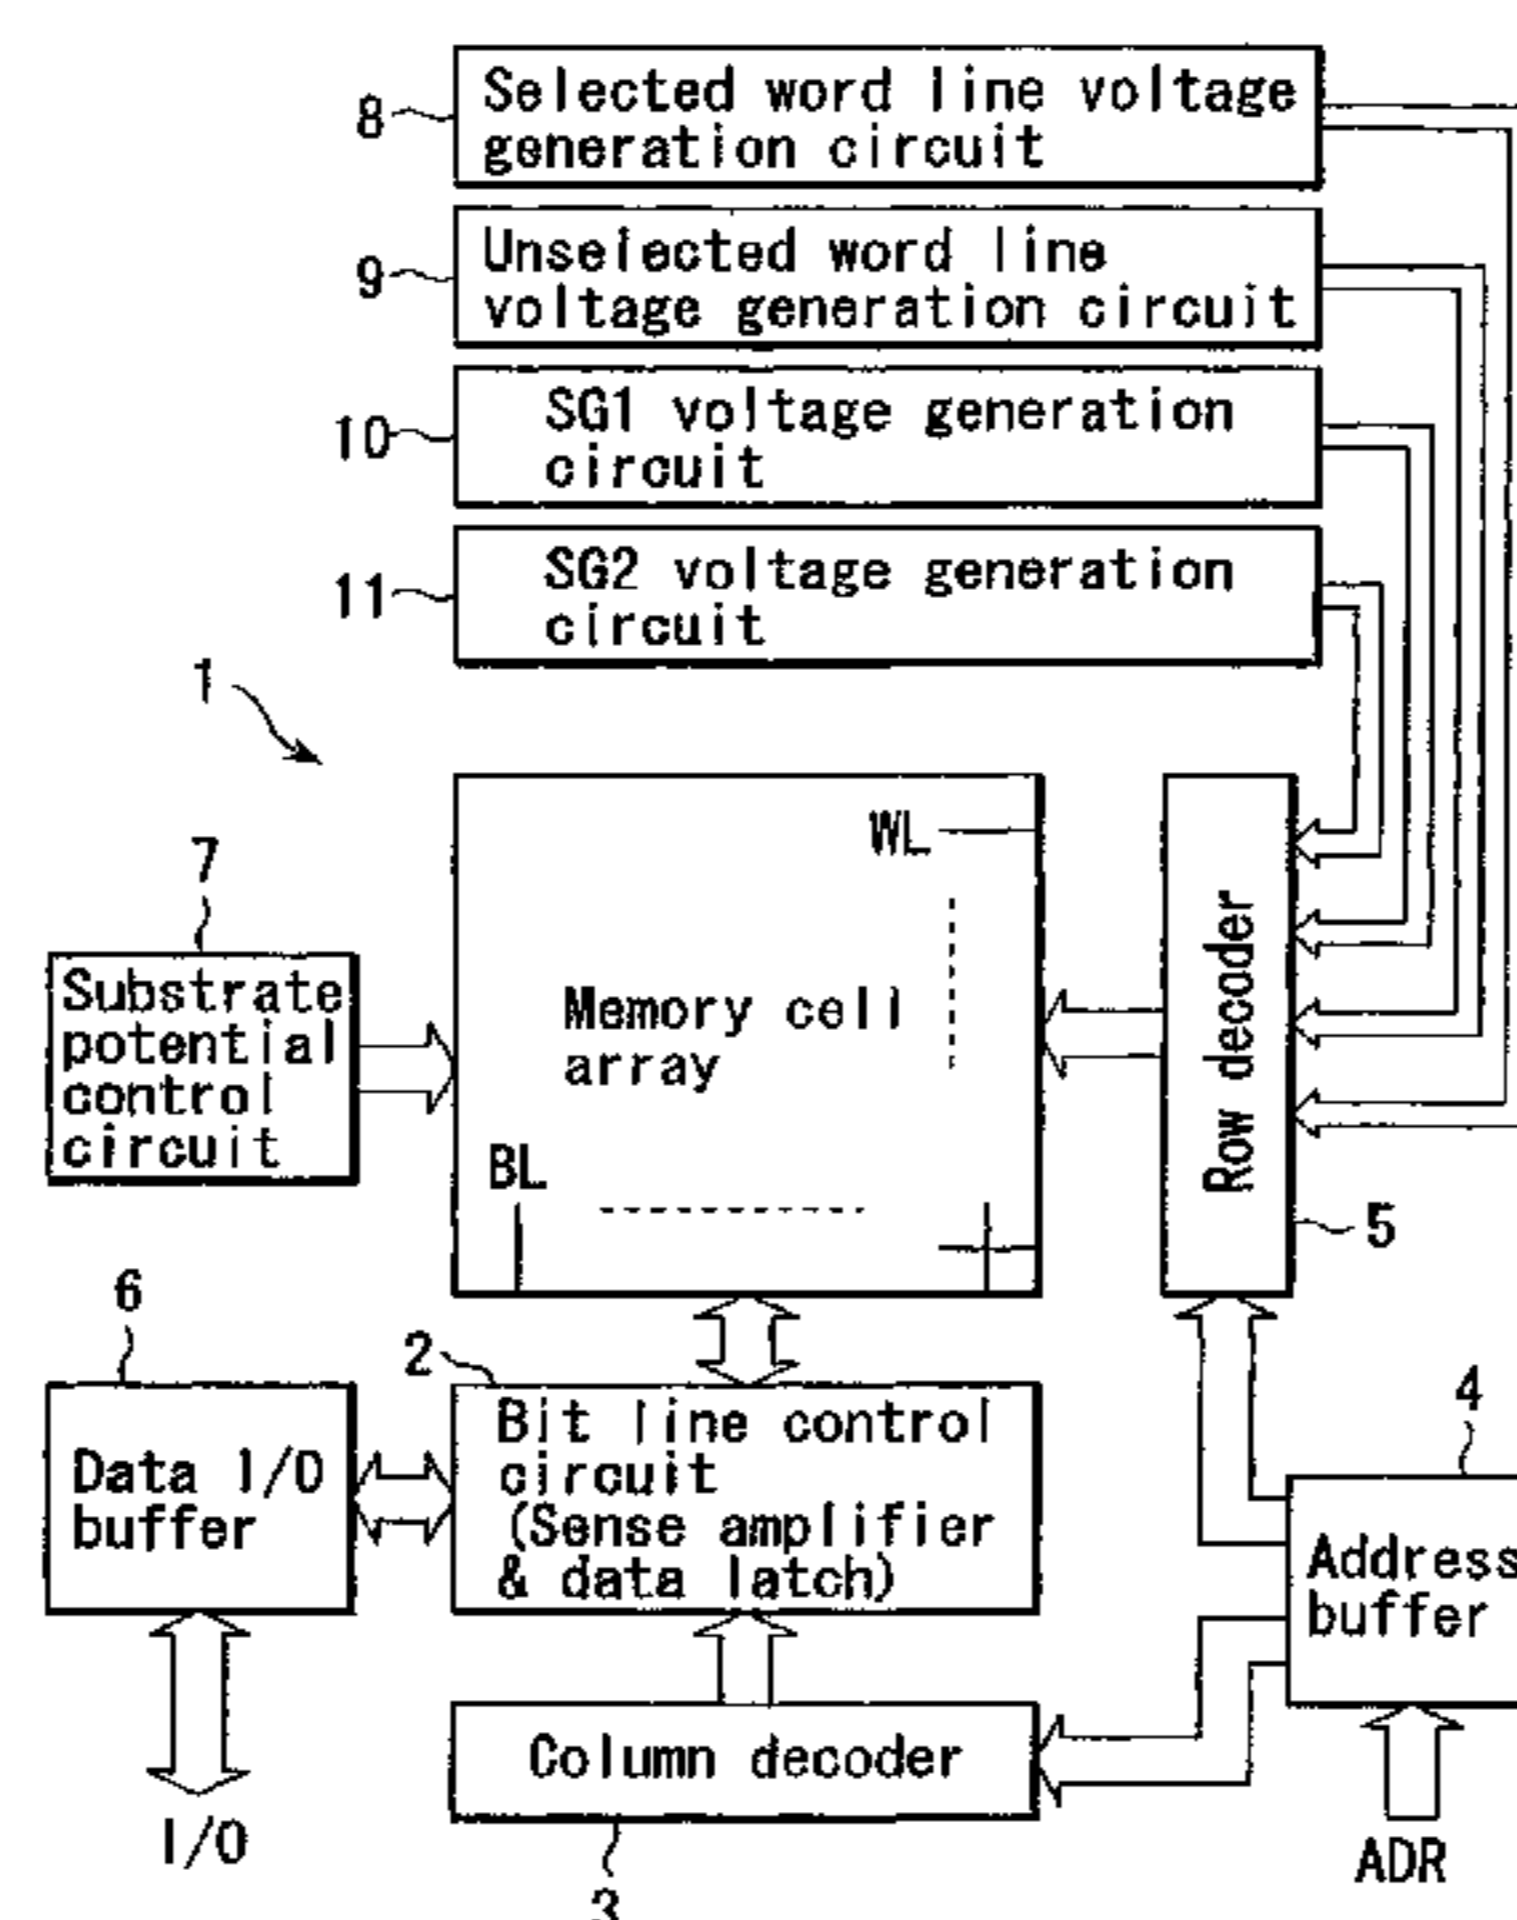 8
Selected word line voltage
generation circuit
9
Unselected word line
voltage generation circuit
10
SG1 voltage generation
circuit
11
SG2 voltage generation
circuit
1
WL
7
Substrate
potential
control
circuit
Memory cell
array
Row decoder
BL
5
6
2
4
Data I/O
buffer
Bit line control
circuit
(Sense amplifier
& data latch)
Address
buffer
Column decoder
I/O
ADR
3